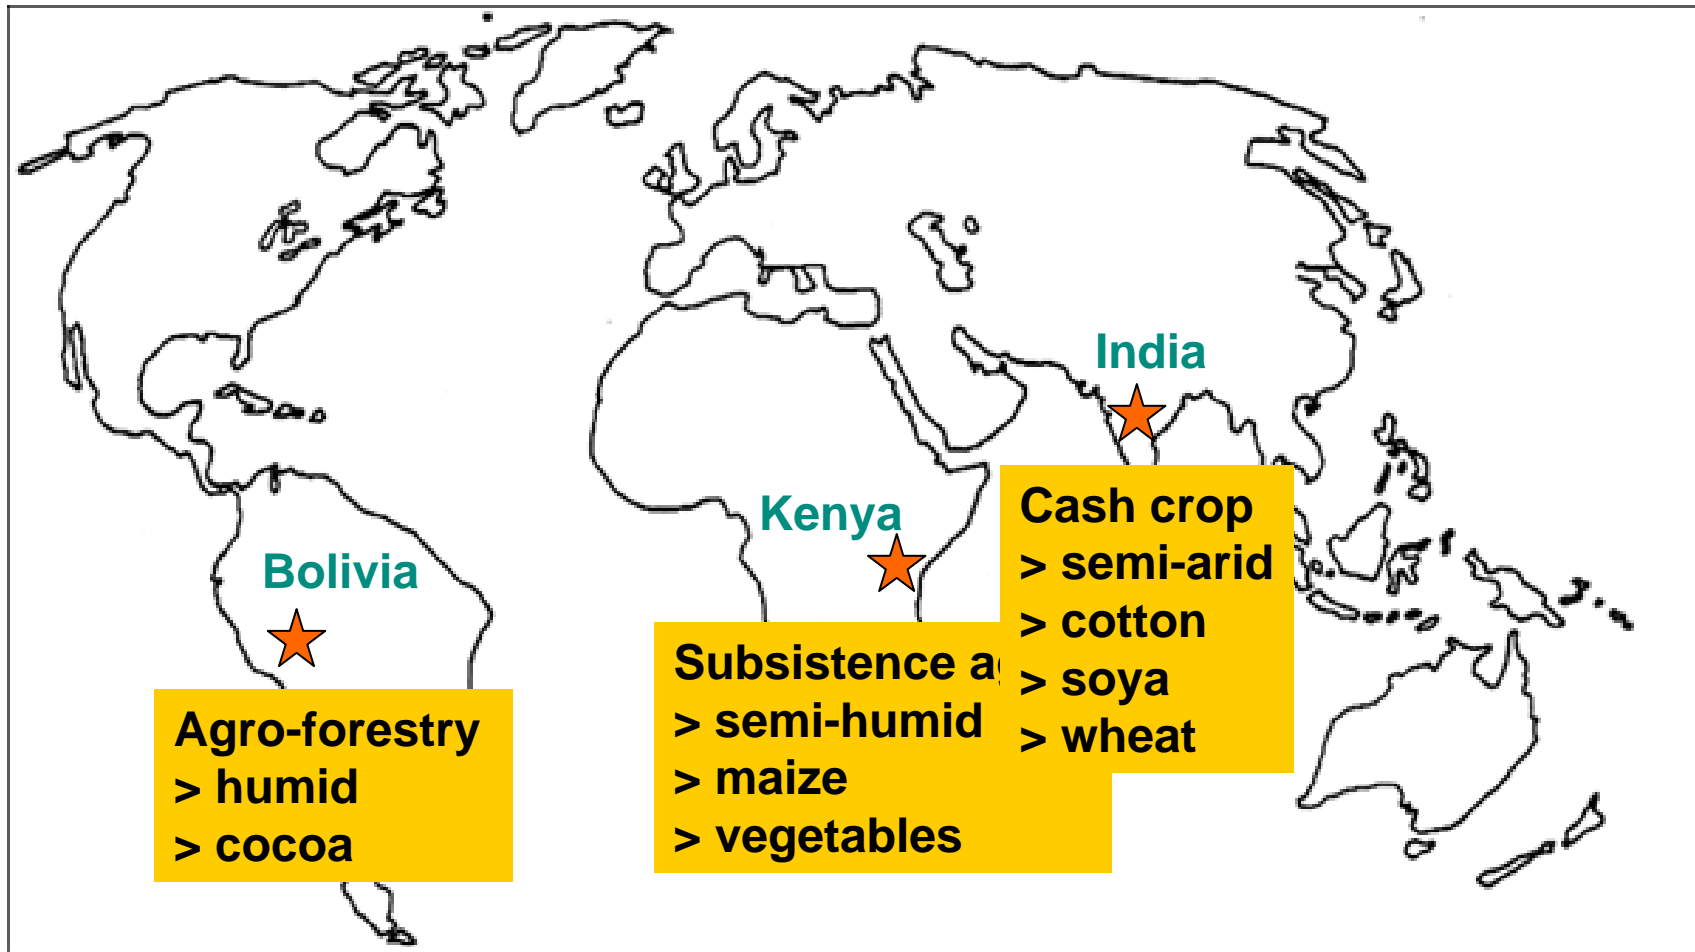 India
Kenya
Bolivia
Cash crop
> semi-arid
> cotton
> soya
> wheat
Subsistence
> semi-humid
> maize
> vegetables
Agro-forestry
> humid
> cocoa